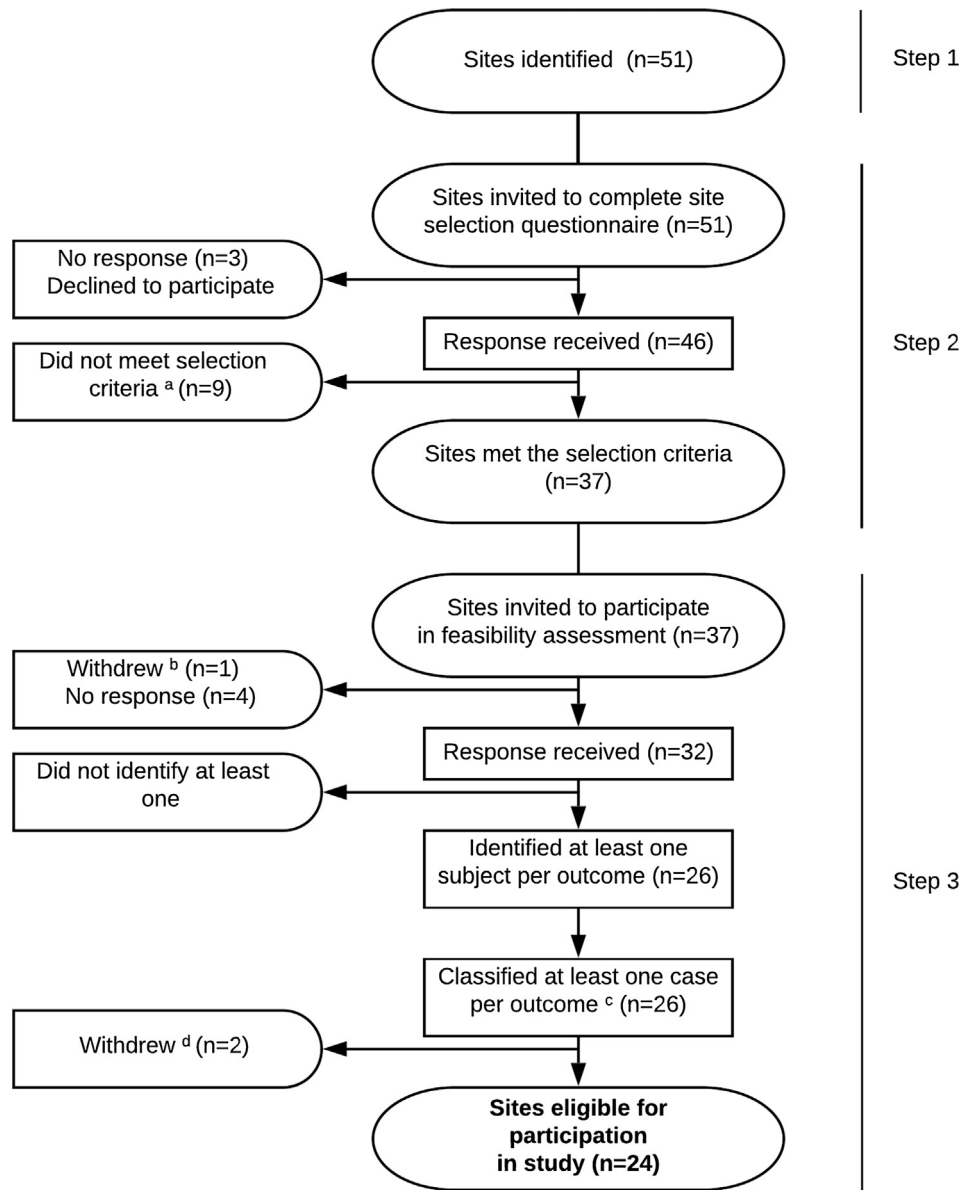 Sites identified (n=51)
Step 1
Sites invited to complete site
selection questionnaire (n=51)
No response (n=3)
Declined to participate
Response received (n=46)
Step 2
Did not meet selection
criteria a (n=9)
Sites met the selection criteria
(n=37)
Sites invited to participate
in feasibility assessment (n=37)
Withdrew b (n=1)
No response (n=4)
Response received (n=32)
Did not identify at least
one
Identified at least one
subject per outcome (n=26)
Step 3
Classified at least one case
per outcome c (n=26)
Withdrew d (n=2)
Sites eligible for
participation
in study (n=24)